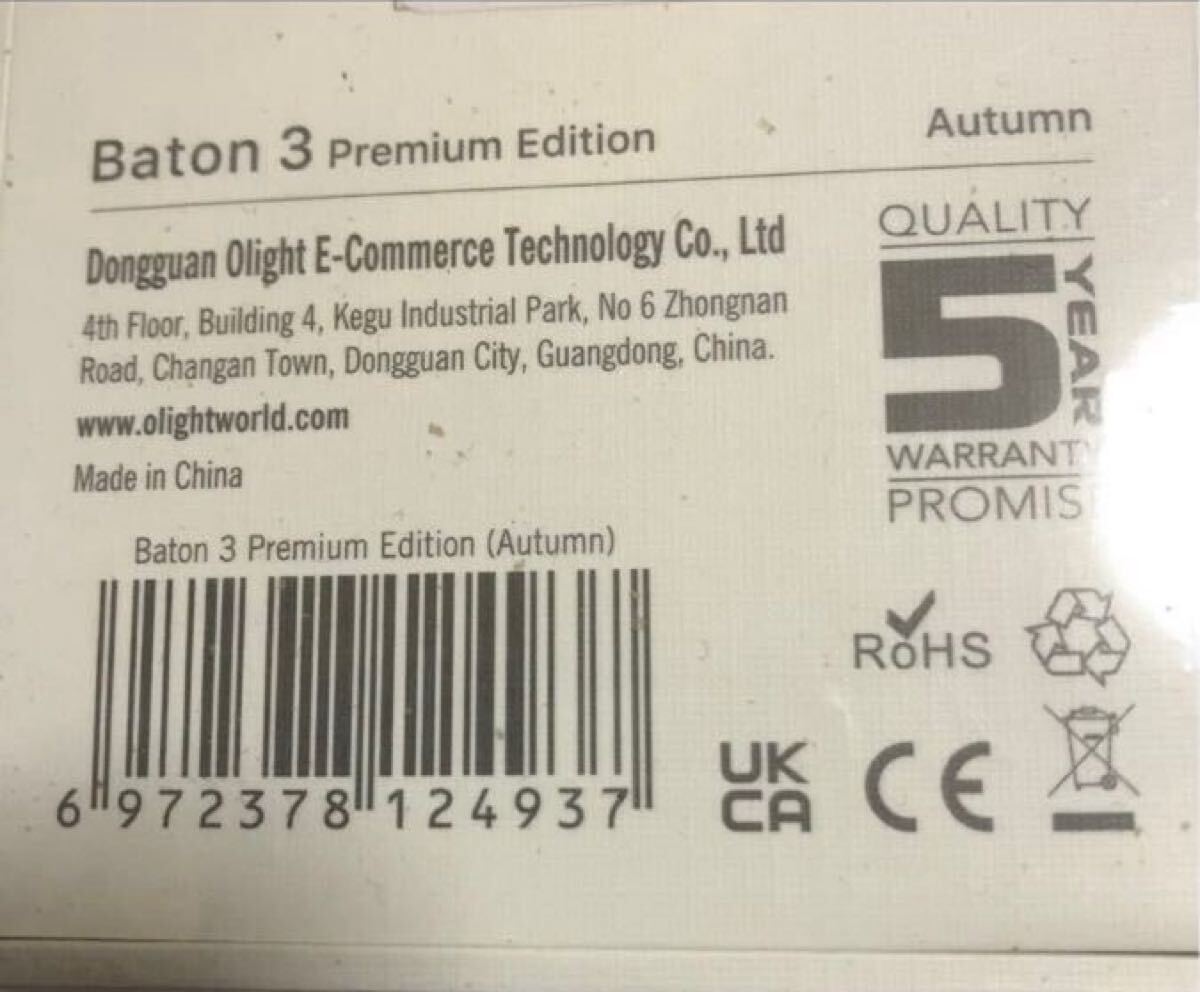 Baton 3 Premium Edition
Autumn
Dongguan Olight E-Commerce Technology Co., Ltd
4th Floor, Building 4, Kegu Industrial Park, No 6 Zhongnan
Road, Changan Town, Dongguan City, Guangdong, China.
www.olightworld.com
Made in China
QUALITY
5 YEAR
WARRANTY
PROMIS
Baton 3 Premium Edition (Autumn)
6 972378 124937
RoHS
UK
CA
CE